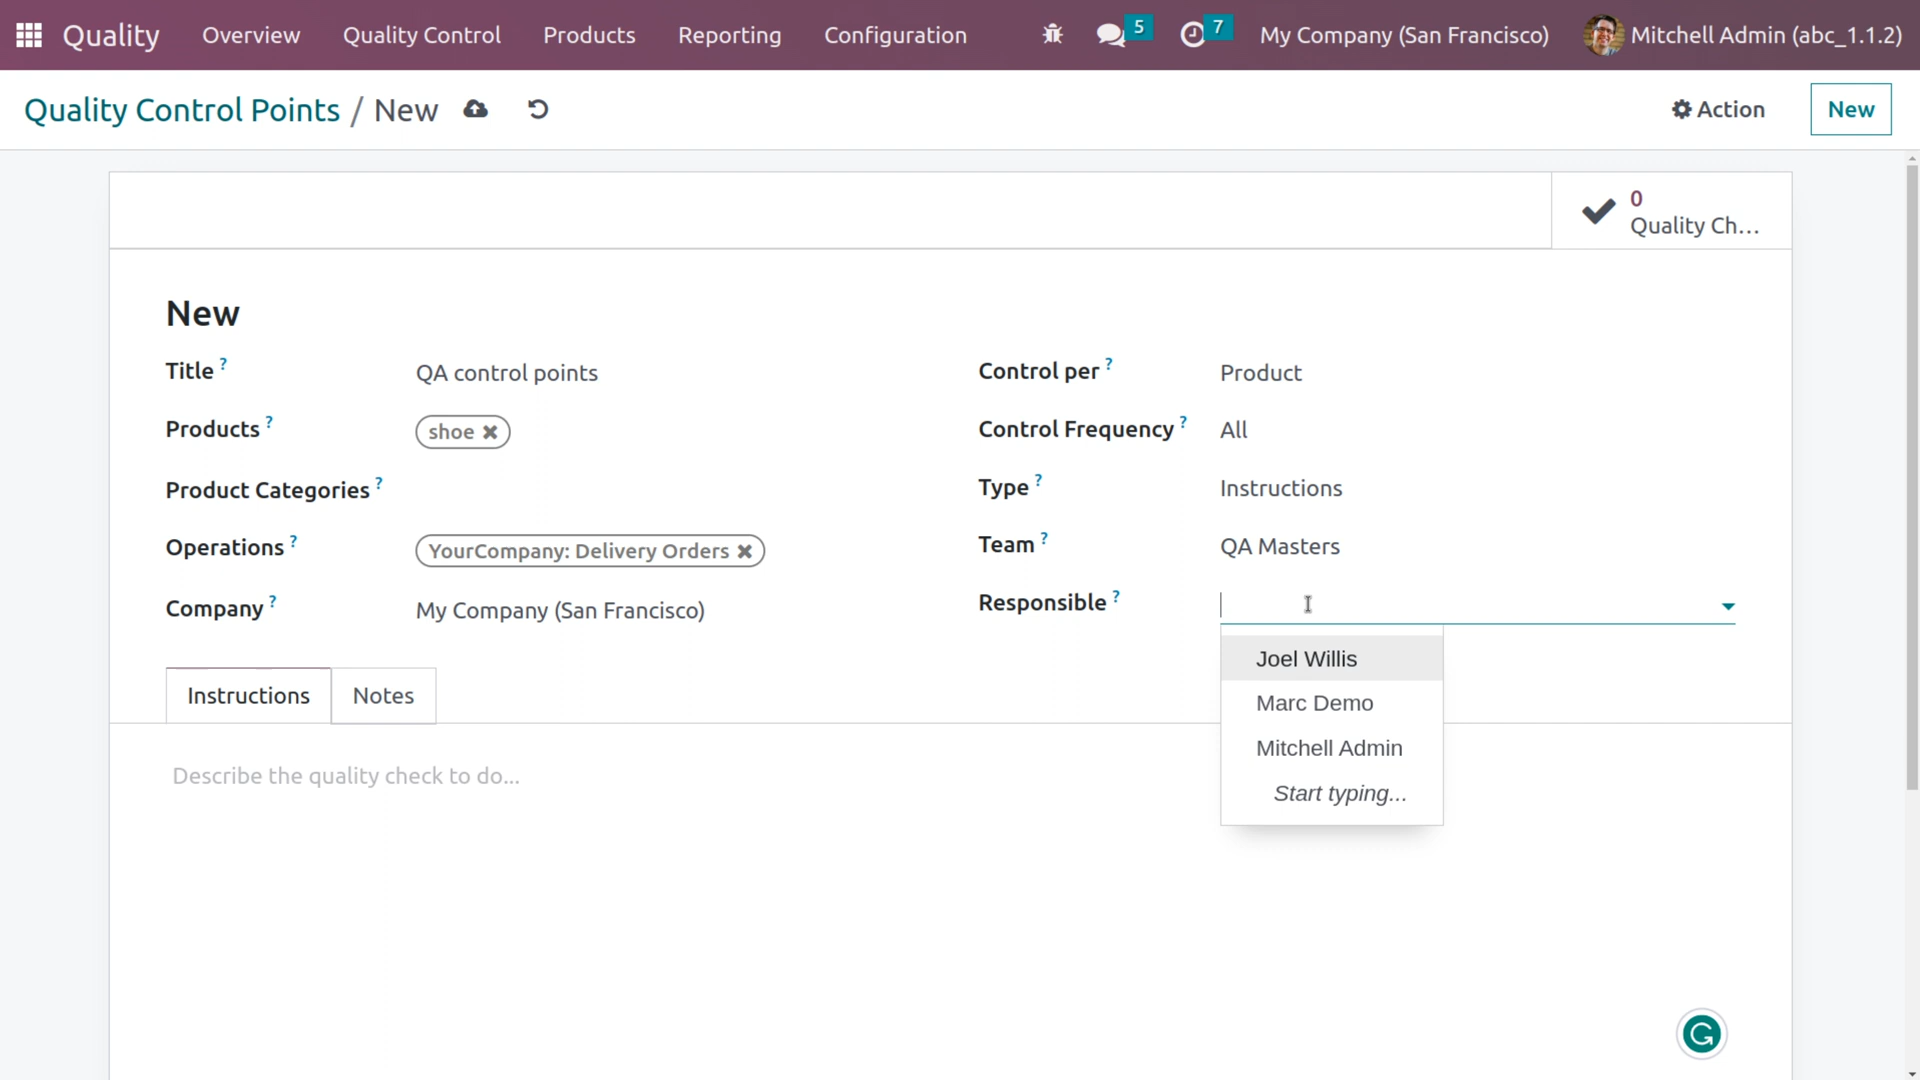 Quality Overview Quality Control Products Reporting Configuration 5 7 My Company (San Francisco) Mitchell Admin (abc_1.1.2)
Quality Control Points / New Action New
0
Quality Ch...
New
Title ? QA control points Control per ? Product
Products ? shoe Control Frequency ? All
Product Categories ? Type ? Instructions
Operations ? YourCompany: Delivery Orders Team ? QA Masters
Company ? My Company (San Francisco) Responsible ?
Joel Willis
Instructions Notes Marc Demo
Mitchell Admin
Describe the quality check to do... Start typing...